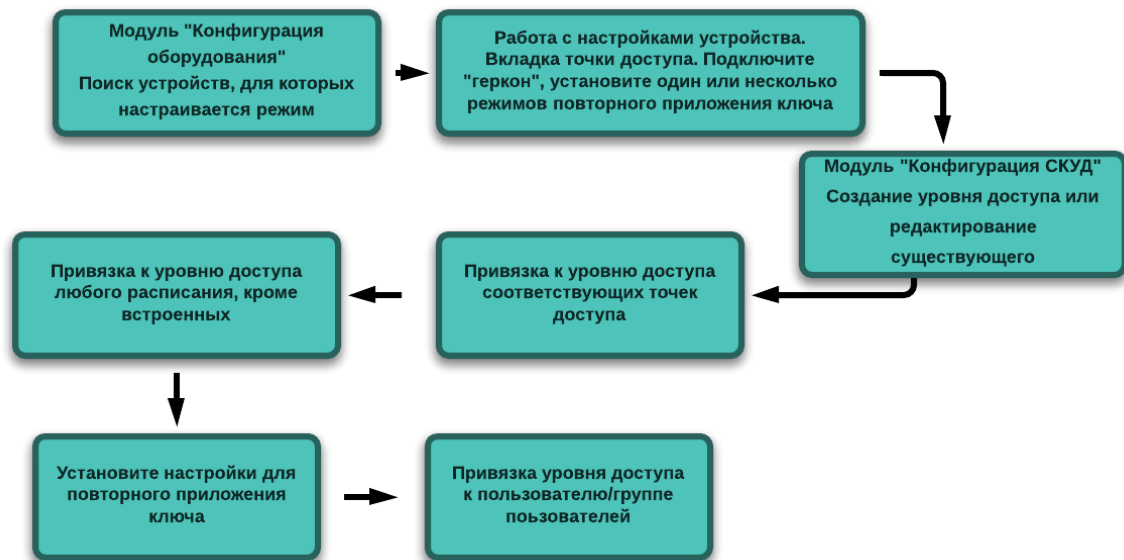 Модуль "Конфигурация
оборудования"
Поиск устройств, для которых
настраивается режим
Работа с настройками устройства.
Вкладка точки доступа. Подключите
"геркон", установите один или несколько
режимов повторного приложения ключа
Модуль "Конфигурация СКУД"
Создание уровня доступа или
редактирование
существующего
Привязка к уровню доступа
соответствующих точек
доступа
Привязка к уровню доступа
любого расписания, кроме
встроенных
Установите настройки для
повторного приложения
ключа
Привязка уровня доступа
к пользователю/группе
поьзователей